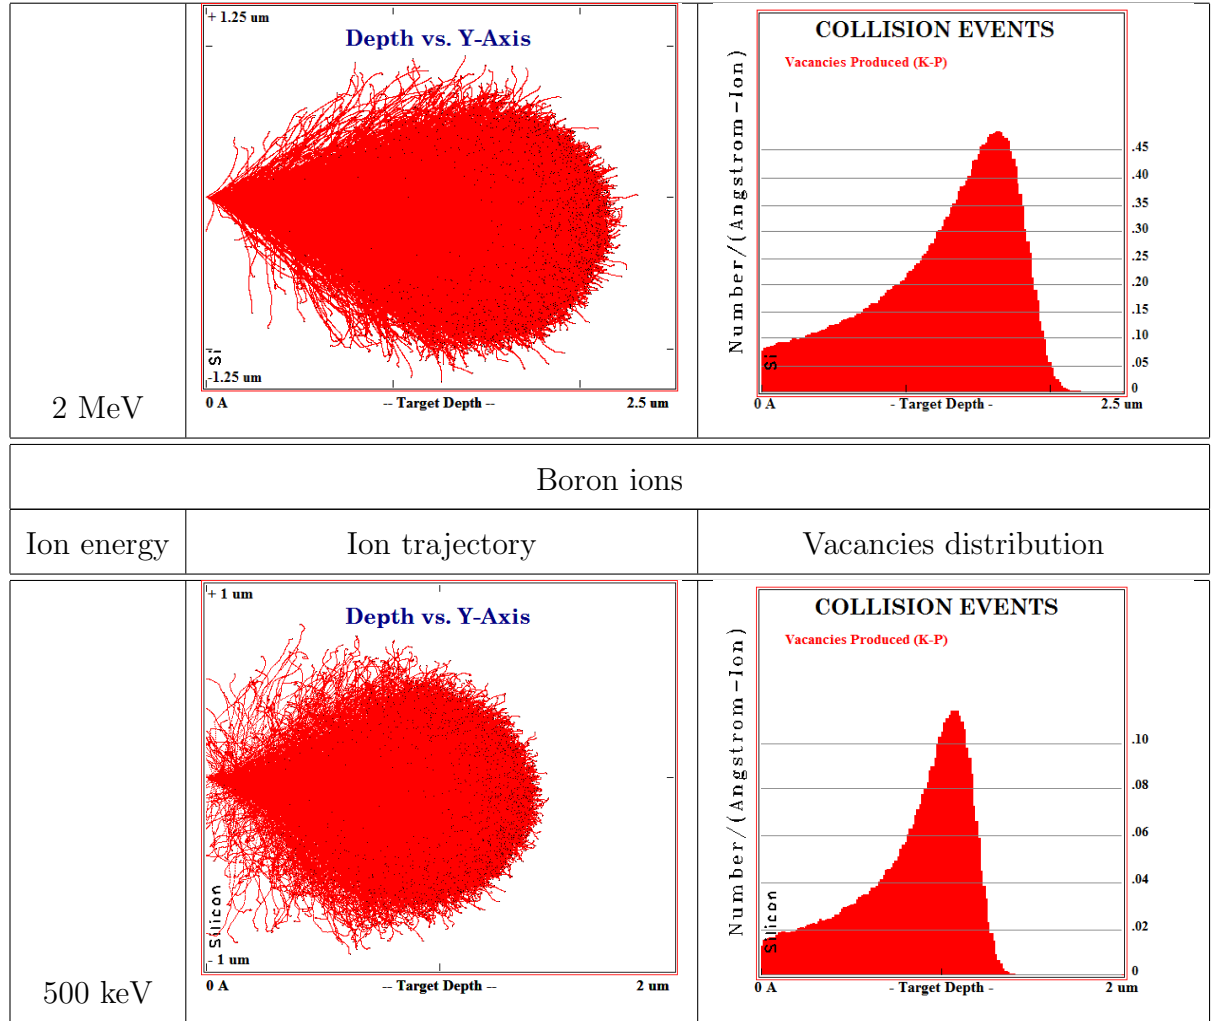 + 1.25 um
Depth vs. Y-Axis
Si
-1.25 um
0 A
-- Target Depth --
2.5 um
COLLISION EVENTS
Vacancies Produced (K-P)
Number/(Angstrom-Ion)
.45
.40
.35
.30
.25
.20
.15
.10
.05
0
Si
0 A
- Target Depth -
2.5 um
2 MeV
Boron ions
Ion energy
Ion trajectory
Vacancies distribution
+ 1 um
Depth vs. Y-Axis
Silicon
- 1 um
0 A
-- Target Depth --
2 um
COLLISION EVENTS
Vacancies Produced (K-P)
Number/(Angstrom-Ion)
.10
.08
.06
.04
.02
0
Silicon
0 A
- Target Depth -
2 um
500 keV